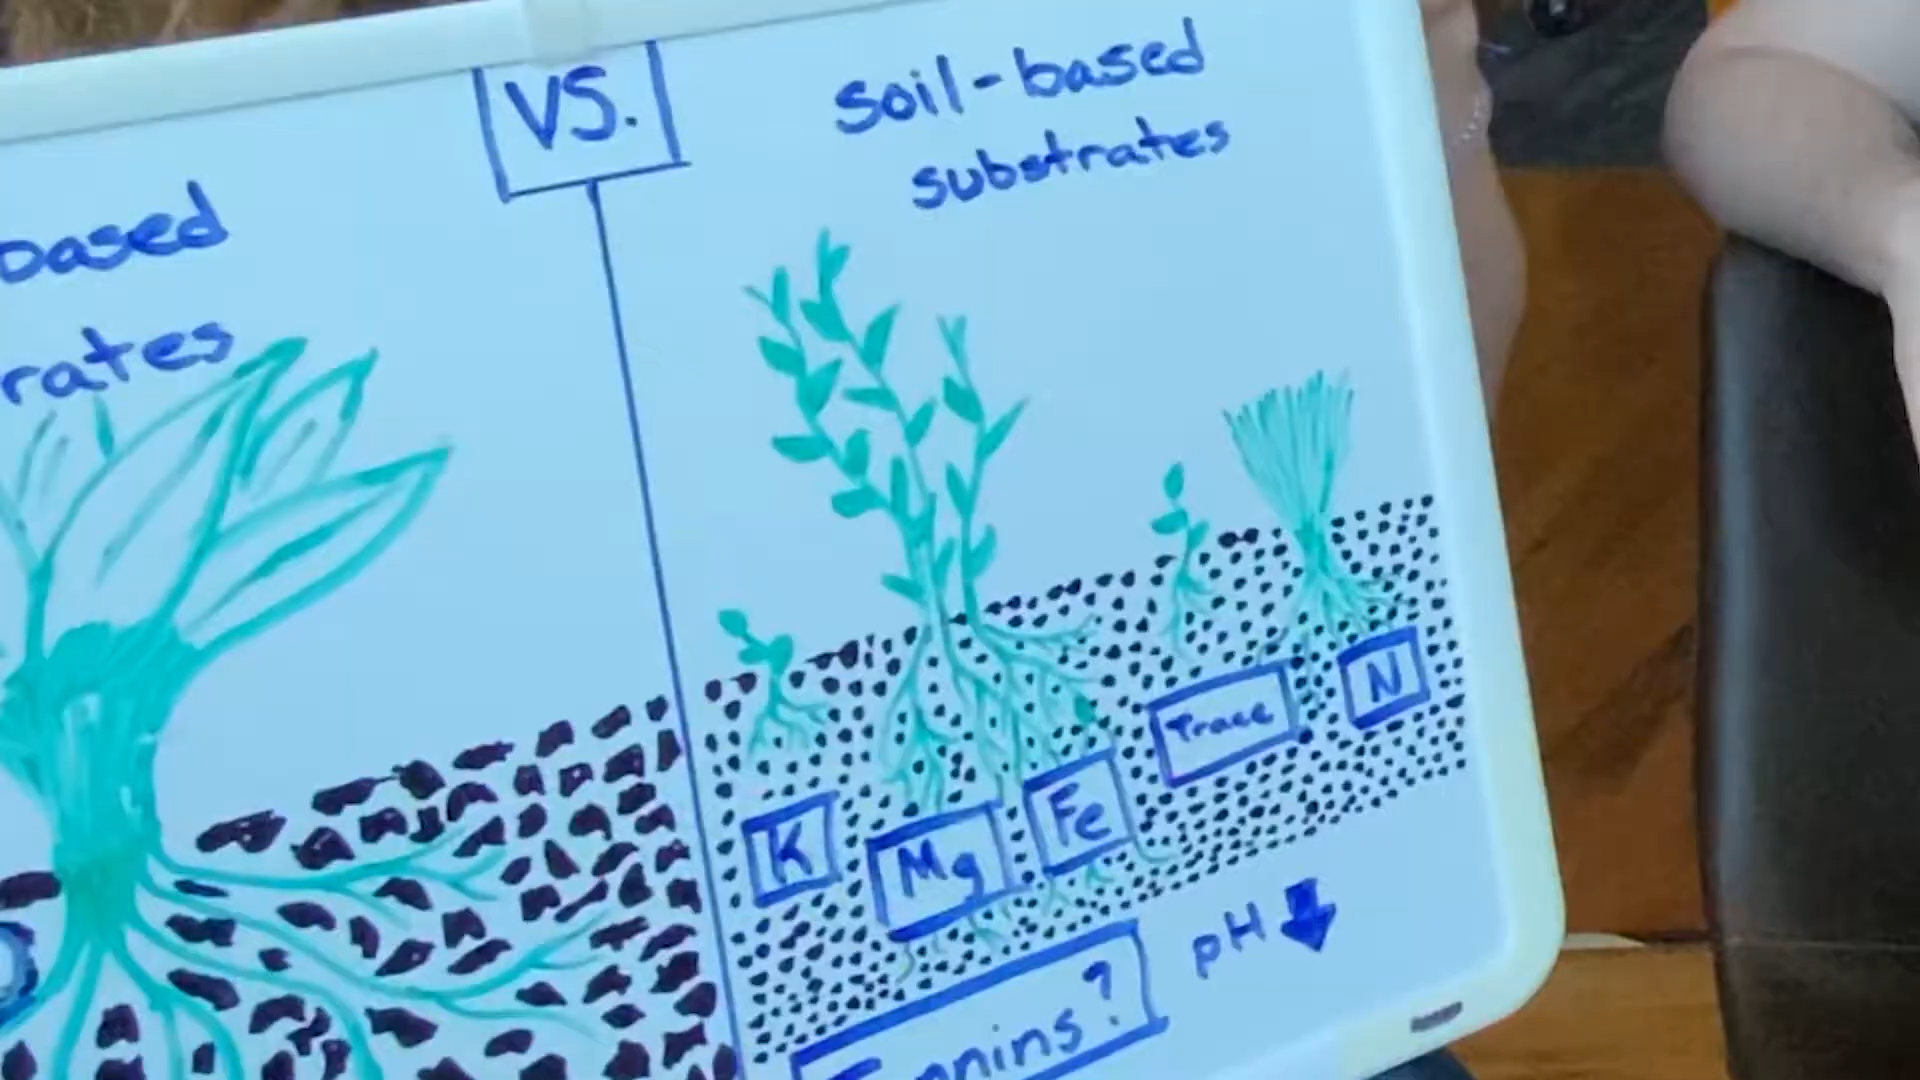 based
rates
VS.
Soil-based
substrates
K
Mg
Fe
Trace
N
pH
?